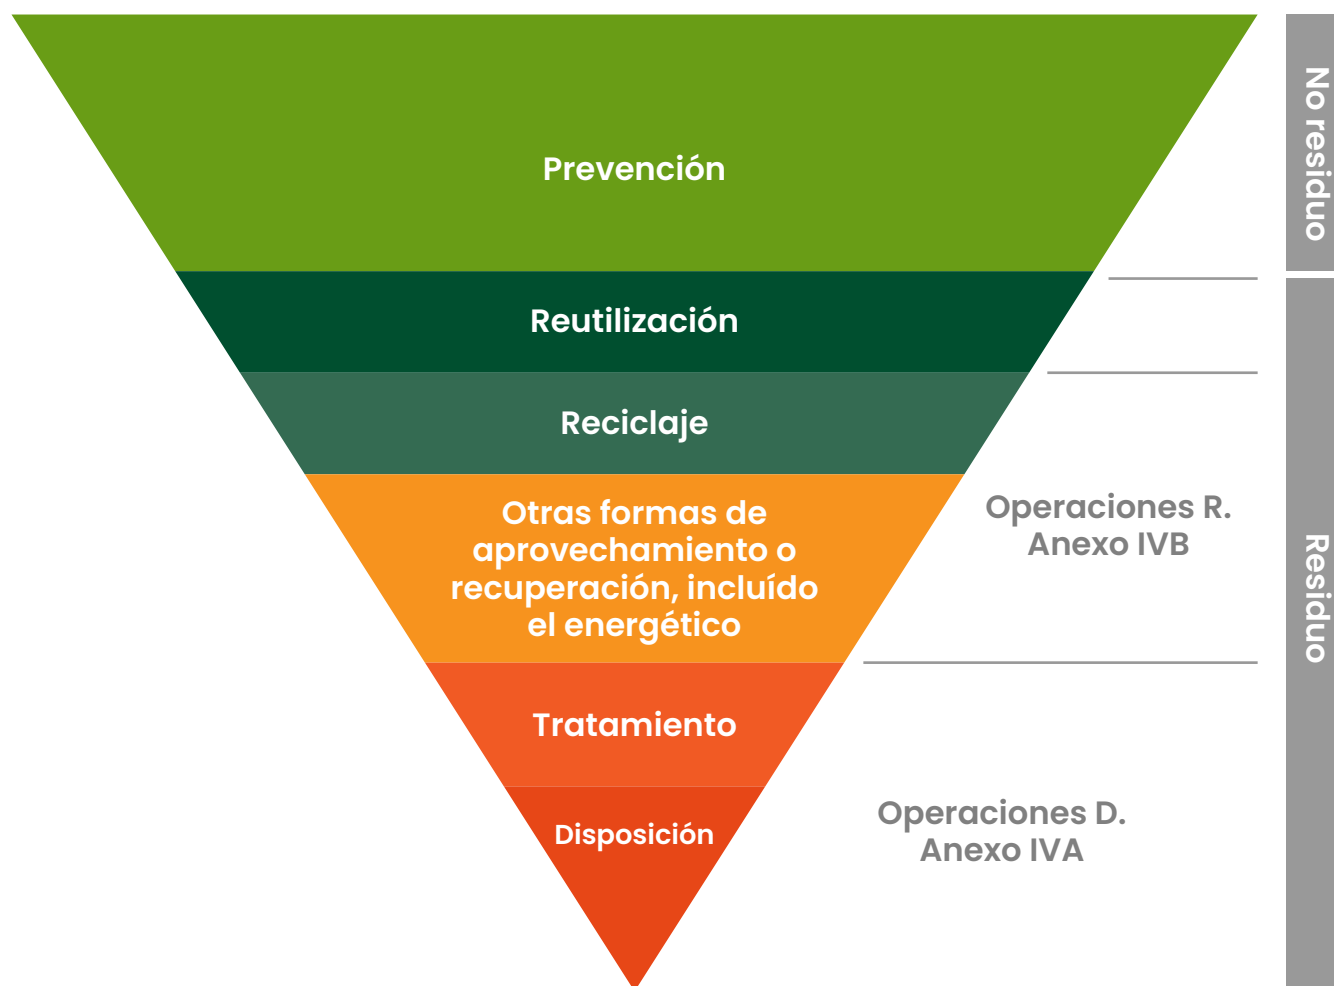 Prevención
Reutilización
Reciclaje
Otras formas de
aprovechamiento o
recuperación, incluído
el energético
Tratamiento
Disposición
Operaciones R.
Anexo IVB
Operaciones D.
Anexo IVA
No residuo
Residuo